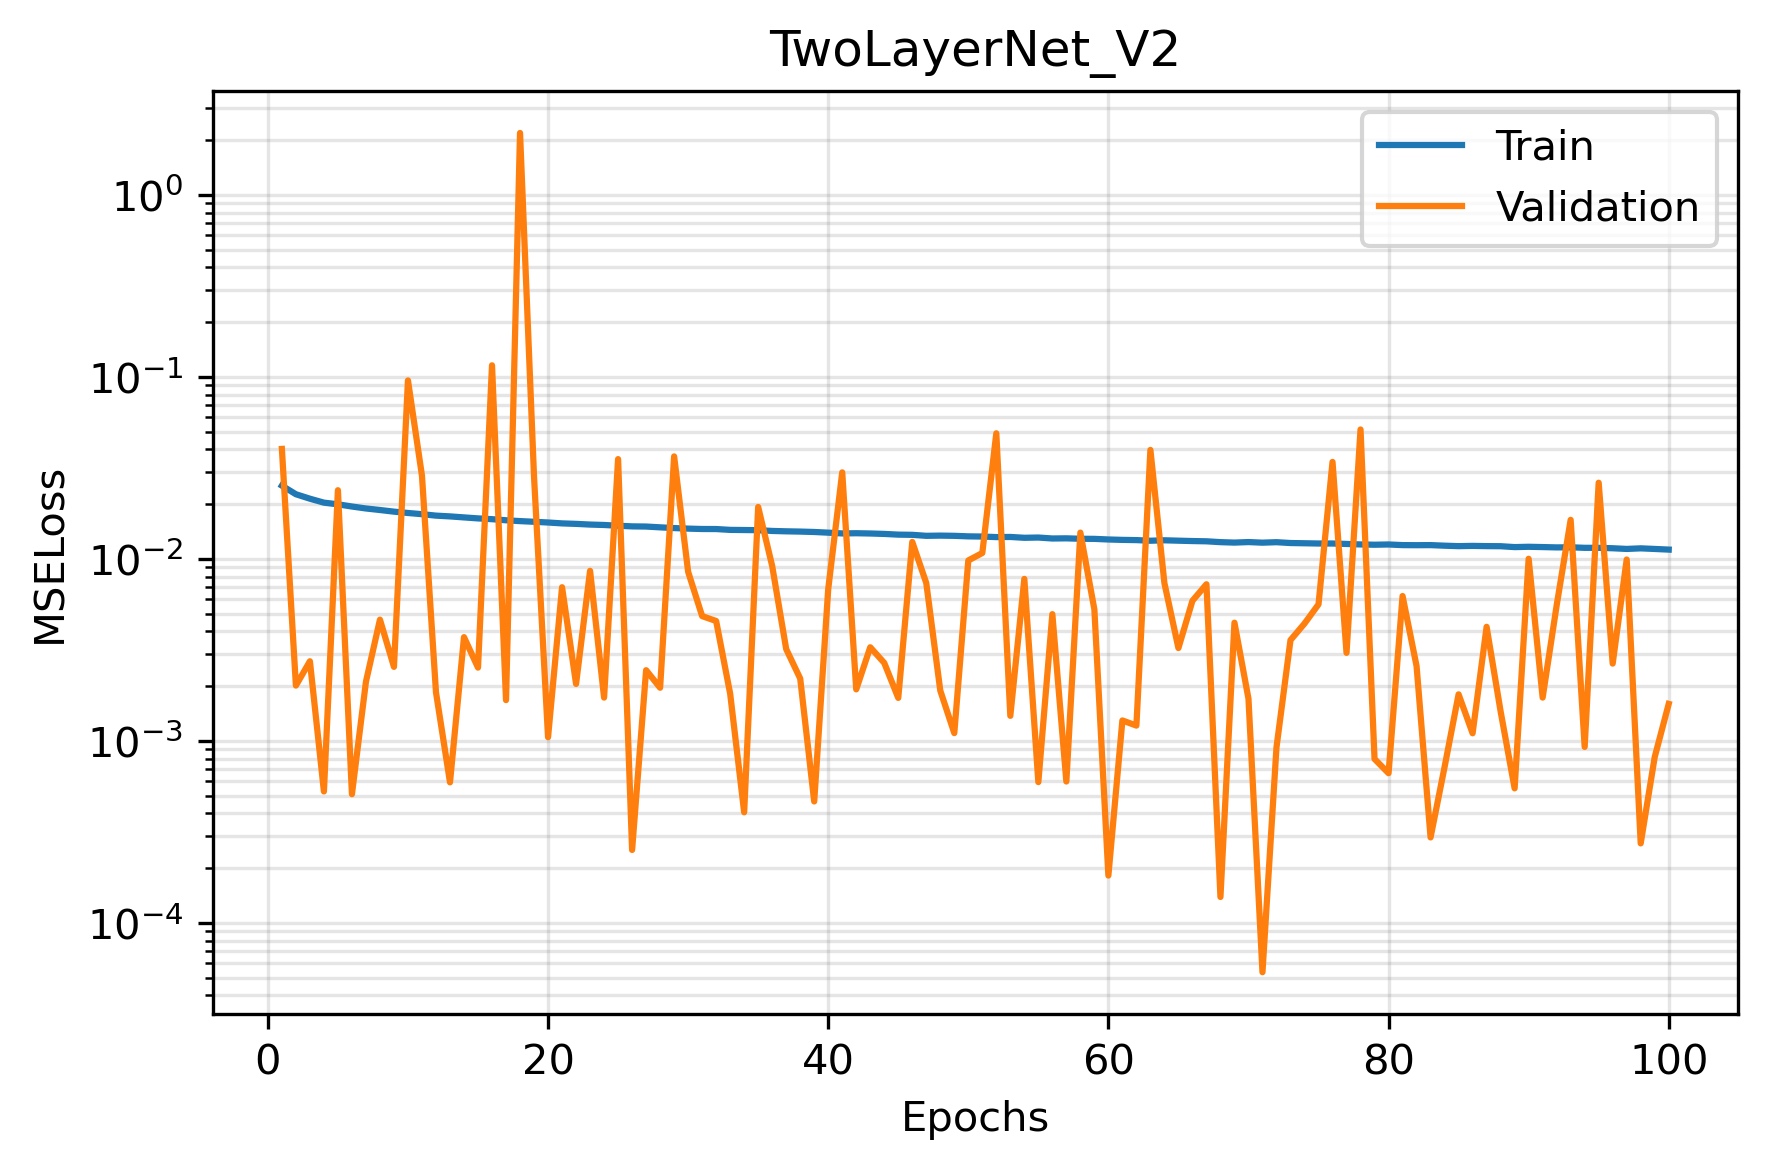 TwoLayerNet_V2
Train
Validation
10⁰
10⁻¹
10⁻²
10⁻³
10⁻⁴
MSELoss
0 20 40 60 80 100
Epochs